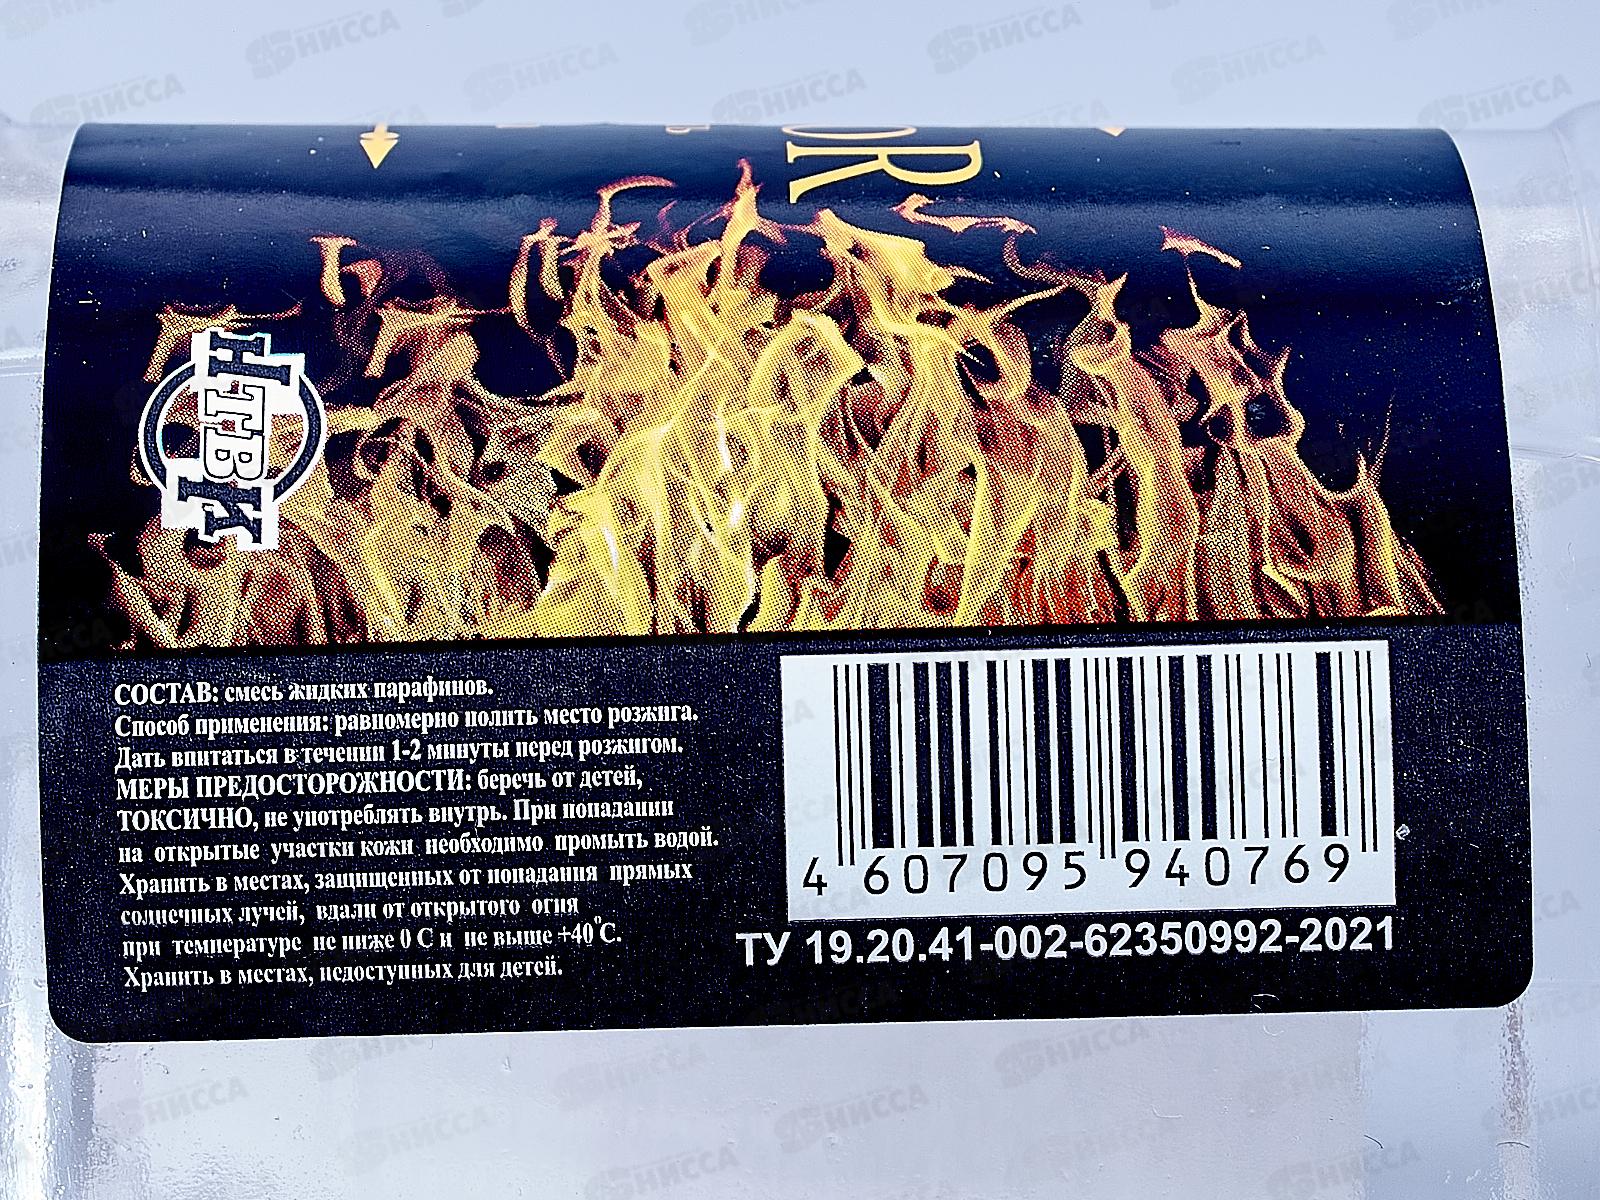 OR
НТВК
СОСТАВ: смесь жидких парафинов.
Способ применения: равномерно полить место розжига.
Дать впитаться в течении 1-2 минуты перед розжигом.
МЕРЫ ПРЕДОСТОРОЖНОСТИ: беречь от детей,
ТОКСИЧНО, не употреблять внутрь. При попадании
на открытые участки кожи необходимо промыть водой.
Хранить в местах, защищенных от попадания прямых
солнечных лучей, вдали от открытого огня
при температуре не ниже 0 С и не выше +40°С.
Хранить в местах, недоступных для детей.
4 607095 940769
ТУ 19.20.41-002-62350992-2021
НИССА